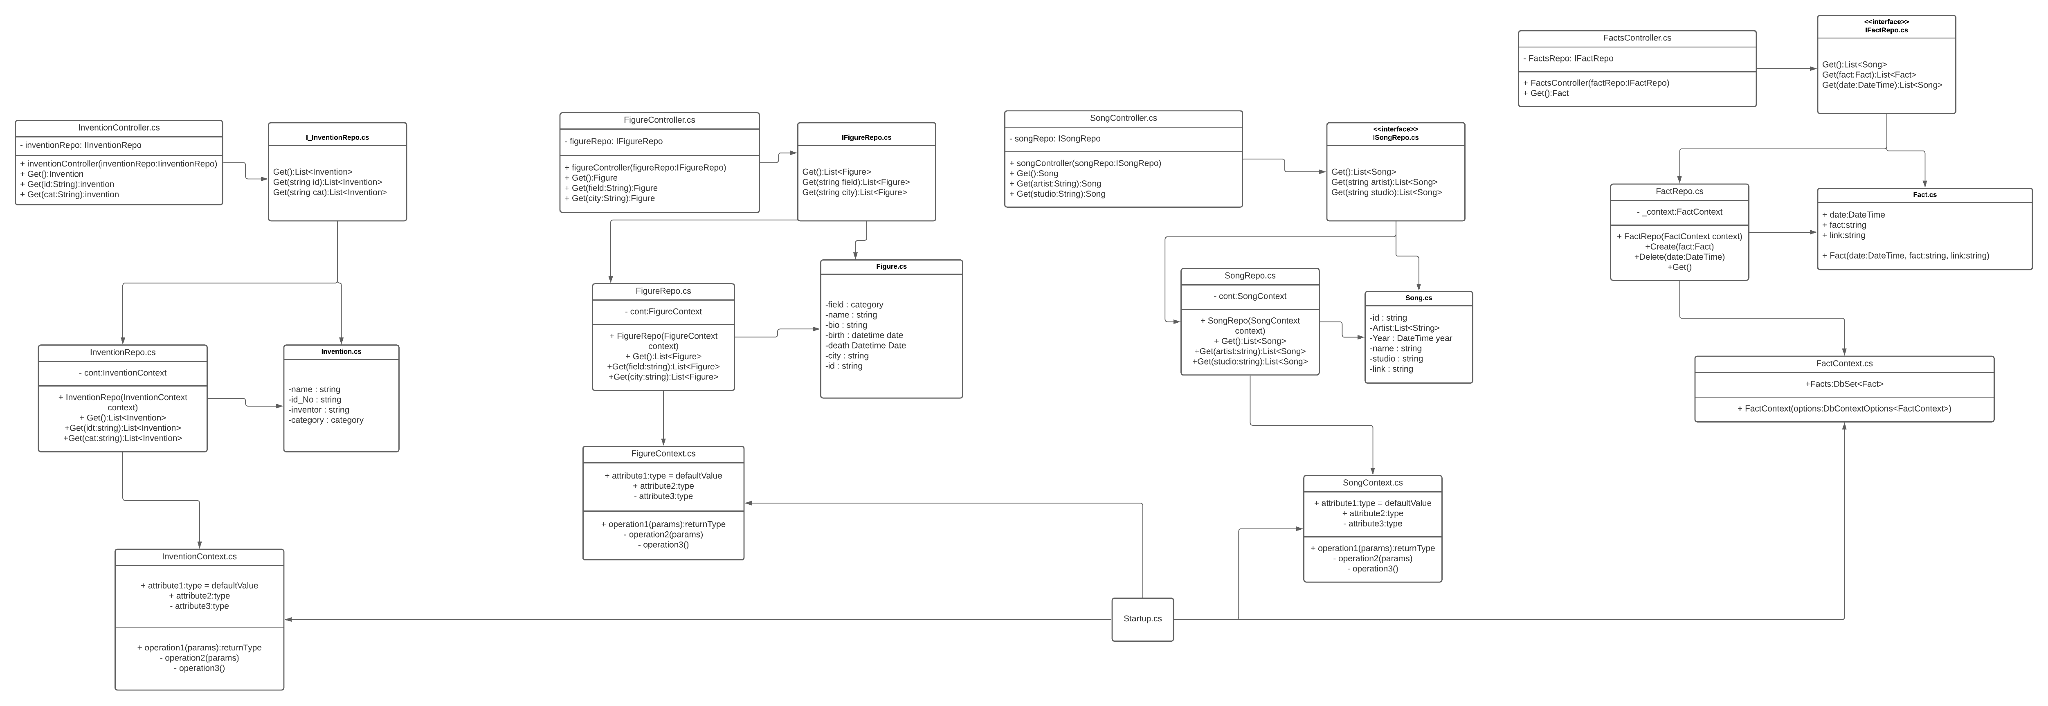 InventionController.cs
- inventionRepo: IInventionRepo
+ inventionController(inventionRepo:IinventionRepo)
+ Get():Invention
+ Get(id:String):invention
+ Get(cat:String):invention
I_InventionRepo.cs
Get():List<Invention>
Get(string id):List<Invention>
Get(string cat):List<Invention>
InventionRepo.cs
- cont:InventionContext
+ InventionRepo(InventionContext
context)
+ Get():List<Invention>
+Get(idt:string):List<Invention>
+Get(cat:string):List<Invention>
Invention.cs
-name : string
-id_No : string
-inventor : string
-category : category
InventionContext.cs
+ attribute1:type = defaultValue
+ attribute2:type
- attribute3:type
+ operation1(params):returnType
- operation2(params)
- operation3()
FigureController.cs
- figureRepo: IFigureRepo
+ figureController(figureRepo:IFigureRepo)
+ Get():Figure
+ Get(field:String):Figure
+ Get(city:String):Figure
IFigureRepo.cs
Get():List<Figure>
Get(string field):List<Figure>
Get(string city):List<Figure>
FigureRepo.cs
- cont:FigureContext
+ FigureRepo(FigureContext
context)
+ Get():List<Figure>
+Get(field:string):List<Figure>
+Get(city:string):List<Figure>
Figure.cs
-field : category
-name : string
-bio : string
-birth : datetime date
-death Datetime Date
-city : string
-id : string
FigureContext.cs
+ attribute1:type = defaultValue
+ attribute2:type
- attribute3:type
+ operation1(params):returnType
- operation2(params)
- operation3()
SongController.cs
- songRepo: ISongRepo
+ songController(songRepo:ISongRepo)
+ Get():Song
+ Get(artist:String):Song
+ Get(studio:String):Song
<<interface>>
ISongRepo.cs
Get():List<Song>
Get(string artist):List<Song>
Get(string studio):List<Song>
SongRepo.cs
- cont:SongContext
+ SongRepo(SongContext
context)
+ Get():List<Song>
+Get(artist:string):List<Song>
+Get(studio:string):List<Song>
Song.cs
-id : string
-Artist:List<String>
-Year : DateTime year
-name : string
-studio : string
-link : string
SongContext.cs
+ attribute1:type = defaultValue
+ attribute2:type
- attribute3:type
+ operation1(params):returnType
- operation2(params)
- operation3()
Startup.cs
FactsController.cs
- FactsRepo: IFactRepo
+ FactsController(factRepo:IFactRepo)
+ Get():Fact
<<interface>>
IFactRepo.cs
Get():List<Song>
Get(fact:Fact):List<Fact>
Get(date:DateTime):List<Song>
FactRepo.cs
- _context:FactContext
+ FactRepo(FactContext context)
+Create(fact:Fact)
+Delete(date:DateTime)
+Get()
Fact.cs
+ date:DateTime
+ fact:string
+ link:string
+ Fact(date:DateTime, fact:string, link:string)
FactContext.cs
+Facts:DbSet<Fact>
+ FactContext(options:DbContextOptions<FactContext>)